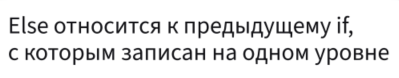 Else относится к предыдущему if,
с которым записан на одном уровне